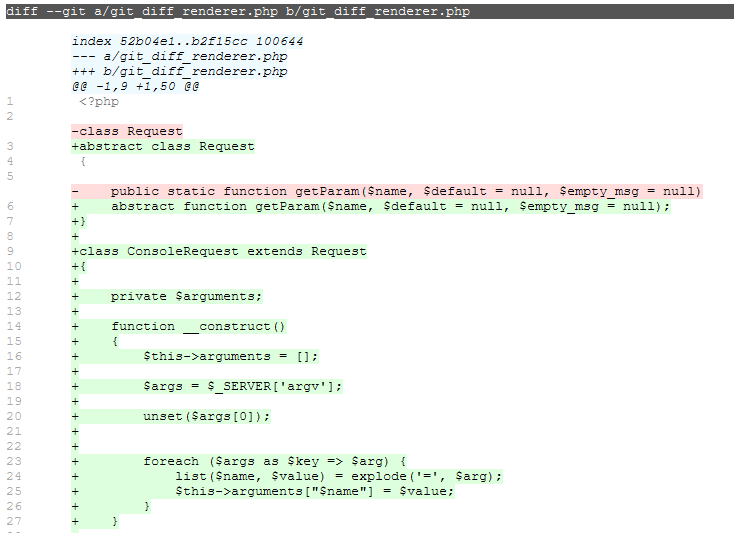 diff --git a/git_diff_renderer.php b/git_diff_renderer.php
index 52b04e1..b2f15cc 100644
--- a/git_diff_renderer.php
+++ b/git_diff_renderer.php
@@ -1,9 +1,50 @@
1 <?php
2
-class Request
3 +abstract class Request
4 {
5
-    public static function getParam($name, $default = null, $empty_msg = null)
6 +    abstract function getParam($name, $default = null, $empty_msg = null);
7 +}
8 +
9 +class ConsoleRequest extends Request
10 +{
11 +
12 +    private $arguments;
13 +
14 +    function __construct()
15 +    {
16 +        $this->arguments = [];
17 +
18 +        $args = $_SERVER['argv'];
19 +
20 +        unset($args[0]);
21 +
22 +
23 +        foreach ($args as $key => $arg) {
24 +            list($name, $value) = explode('=', $arg);
25 +            $this->arguments["$name"] = $value;
26 +        }
27 +    }